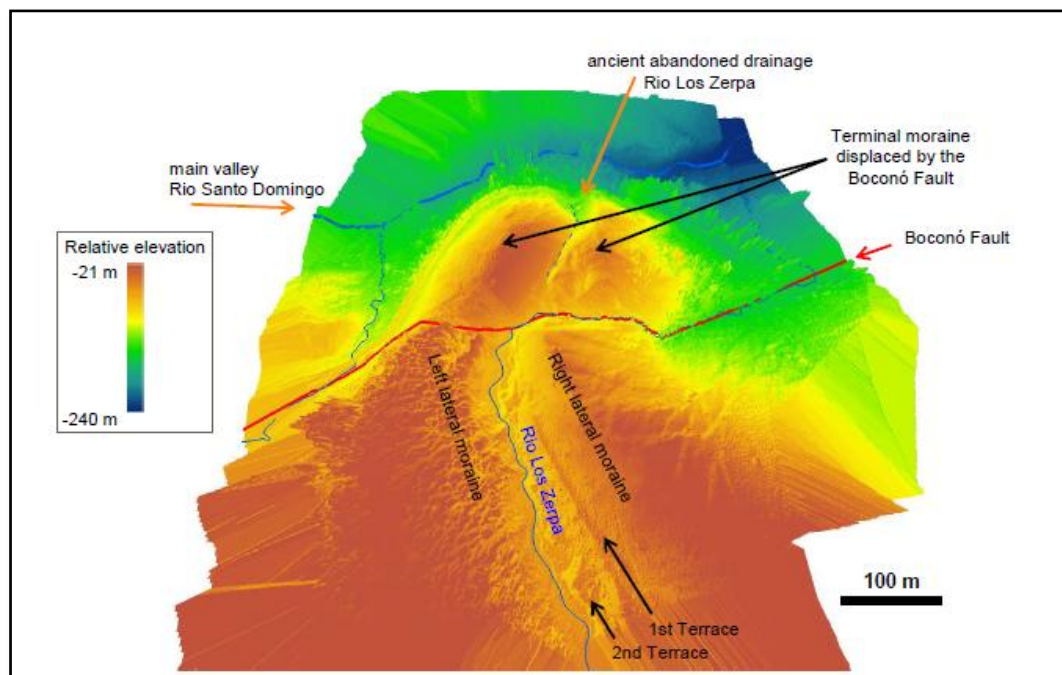 ancient abandoned drainage
Rio Los Zerpa
Terminal moraine
displaced by the
Boconó Fault
main valley
Rio Santo Domingo
Boconó Fault
Relative elevation
-21 m
-240 m
Left lateral moraine
Rio Los Zerpa
Right lateral moraine
100 m
1st Terrace
2nd Terrace